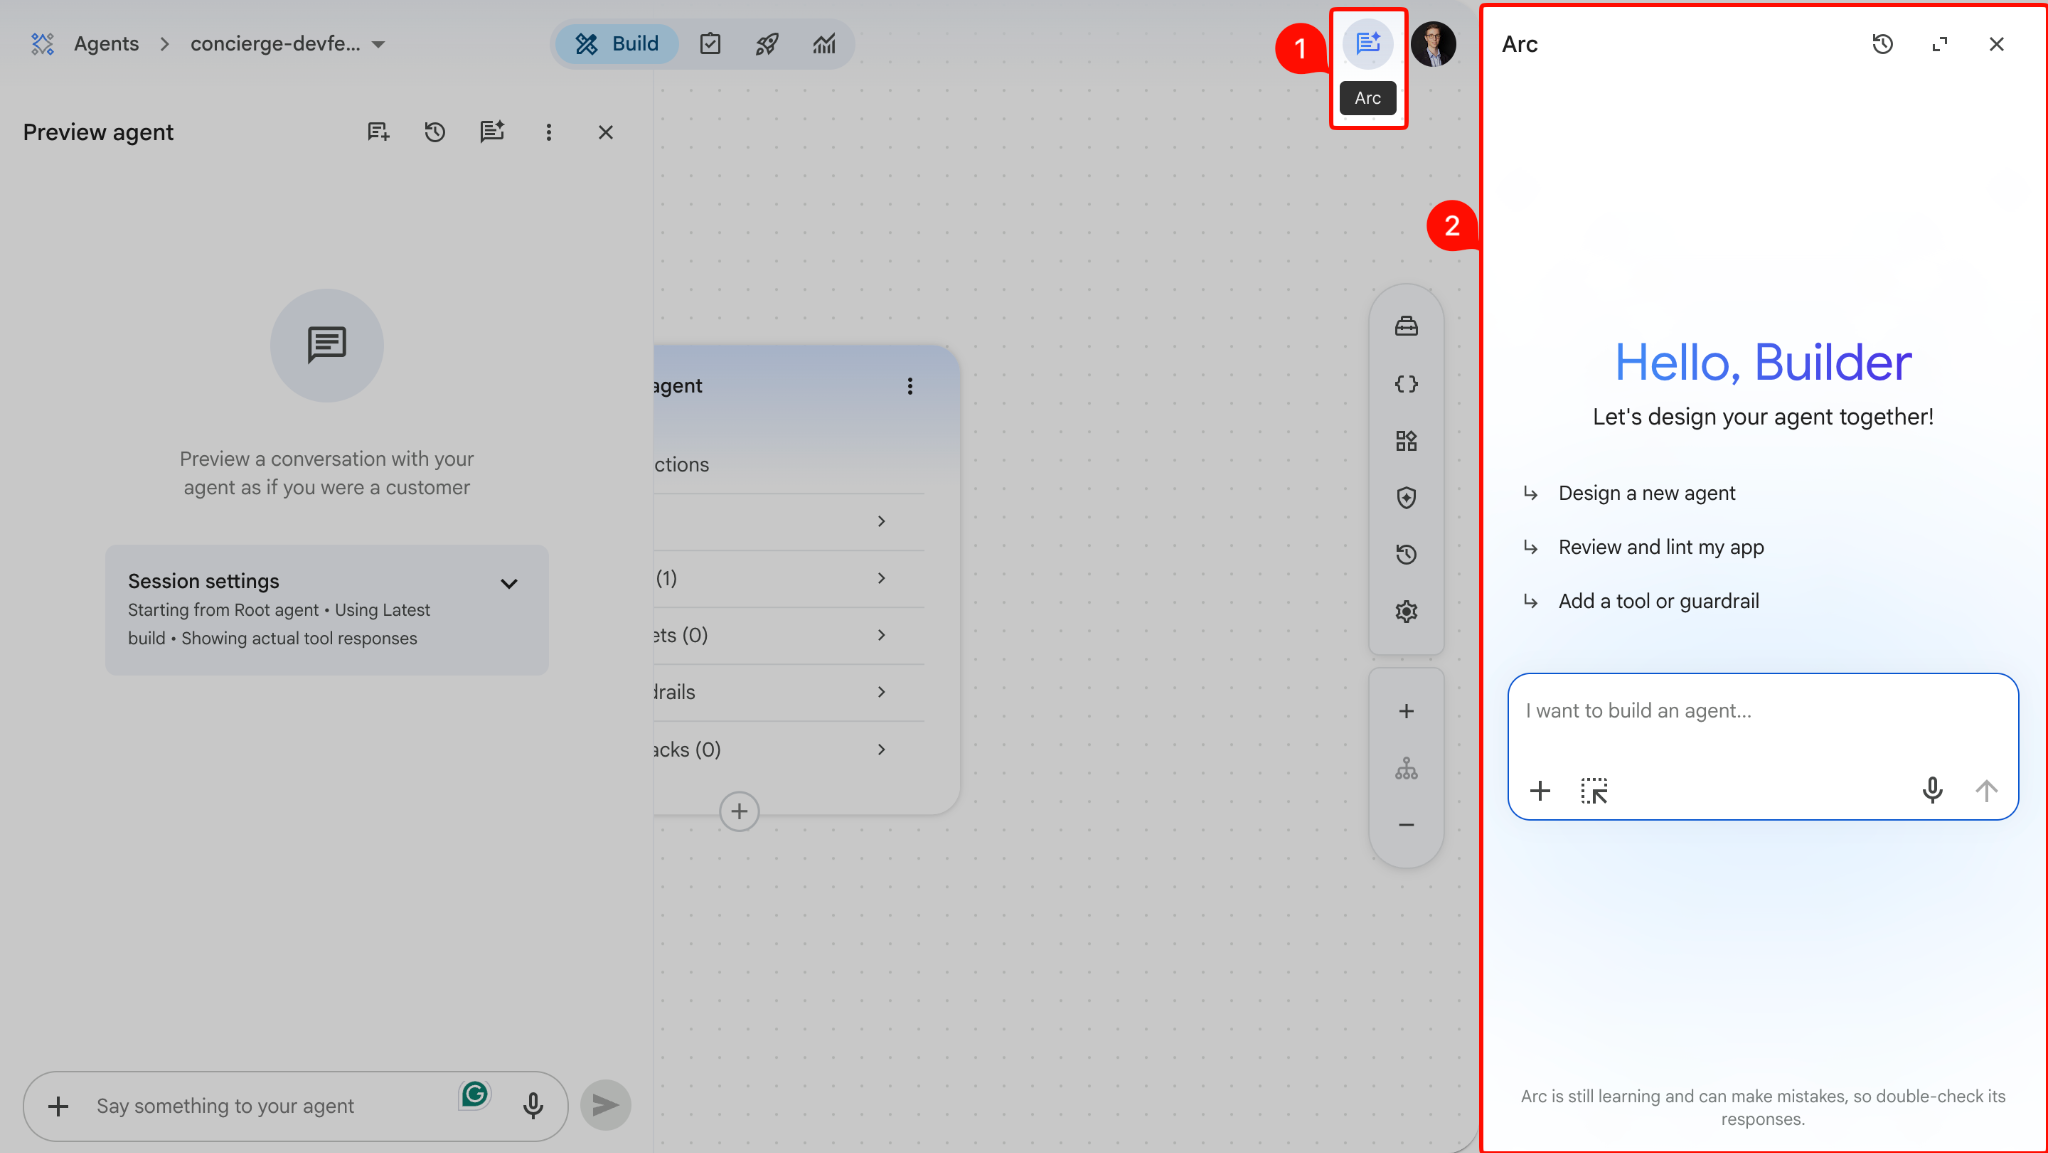 Agents
concierge-devfe...
Build
1
Arc
Arc
Preview agent
2
Preview a conversation with your
agent as if you were a customer
Session settings
Starting from Root agent • Using Latest
build • Showing actual tool responses
agent
ctions
(1)
ets (0)
drails
acks (0)
Hello, Builder
Let's design your agent together!
Design a new agent
Review and lint my app
Add a tool or guardrail
I want to build an agent...
Say something to your agent
G
Arc is still learning and can make mistakes, so double-check its
responses.